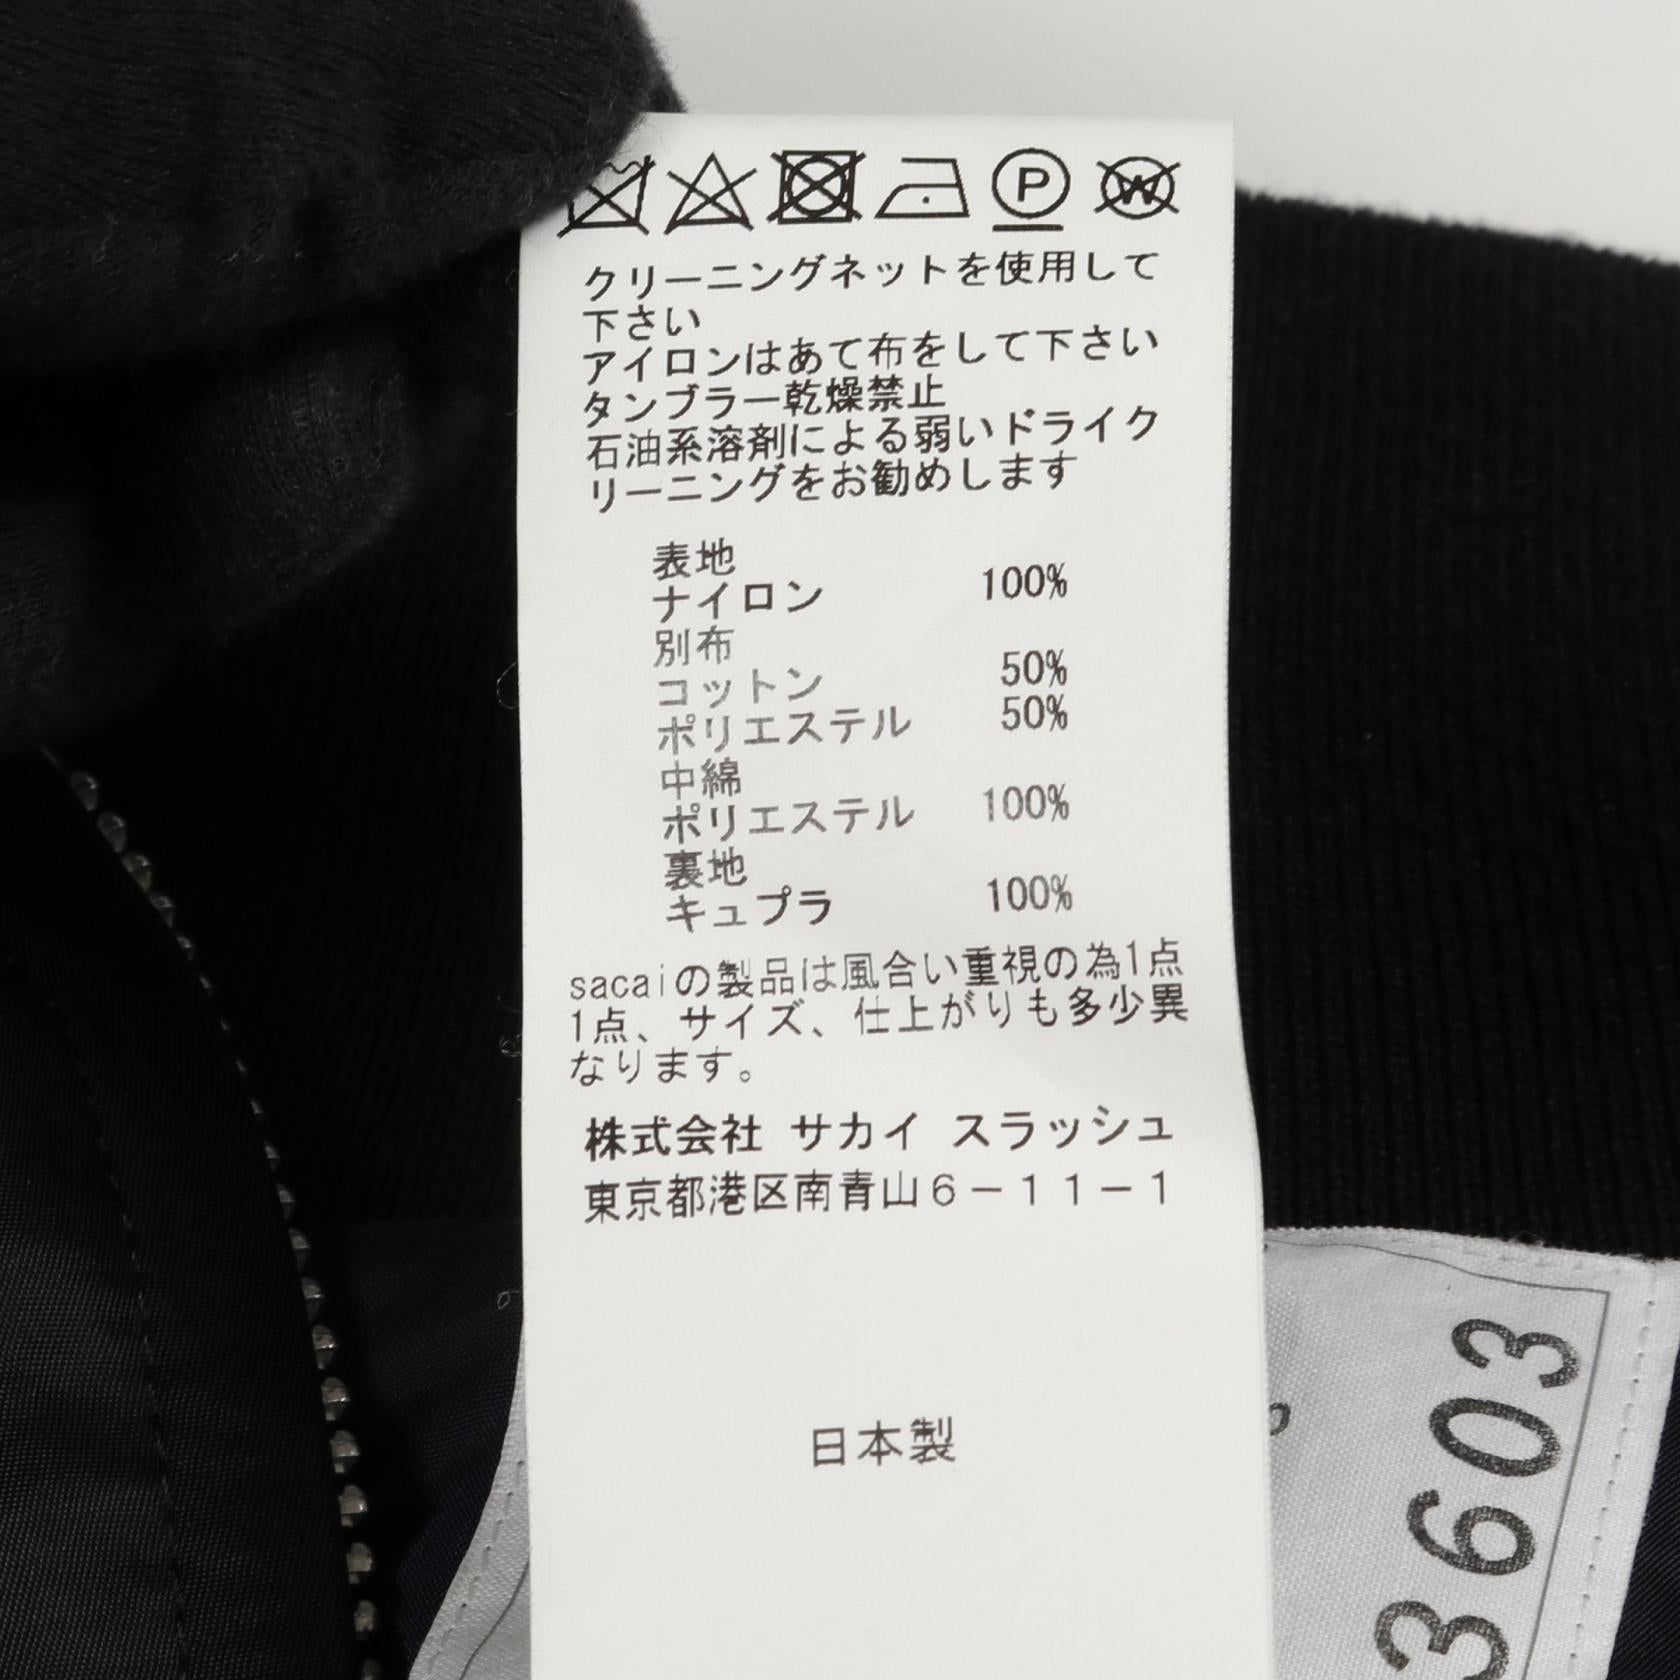 P W
クリーニングネットを使用して
下さい
アイロンはあて布をして下さい
タンブラー乾燥禁止
石油系溶剤による弱いドライク
リーニングをお勧めします
表地
ナイロン 100%
別布
コットン 50%
ポリエステル 50%
中綿
ポリエステル 100%
裏地
キュプラ 100%
sacaiの製品は風合い重視の為1点
1点、サイズ、仕上がりも多少異
なります。
株式会社 サカイ スラッシュ
東京都港区南青山6－11－1
日本製
3603